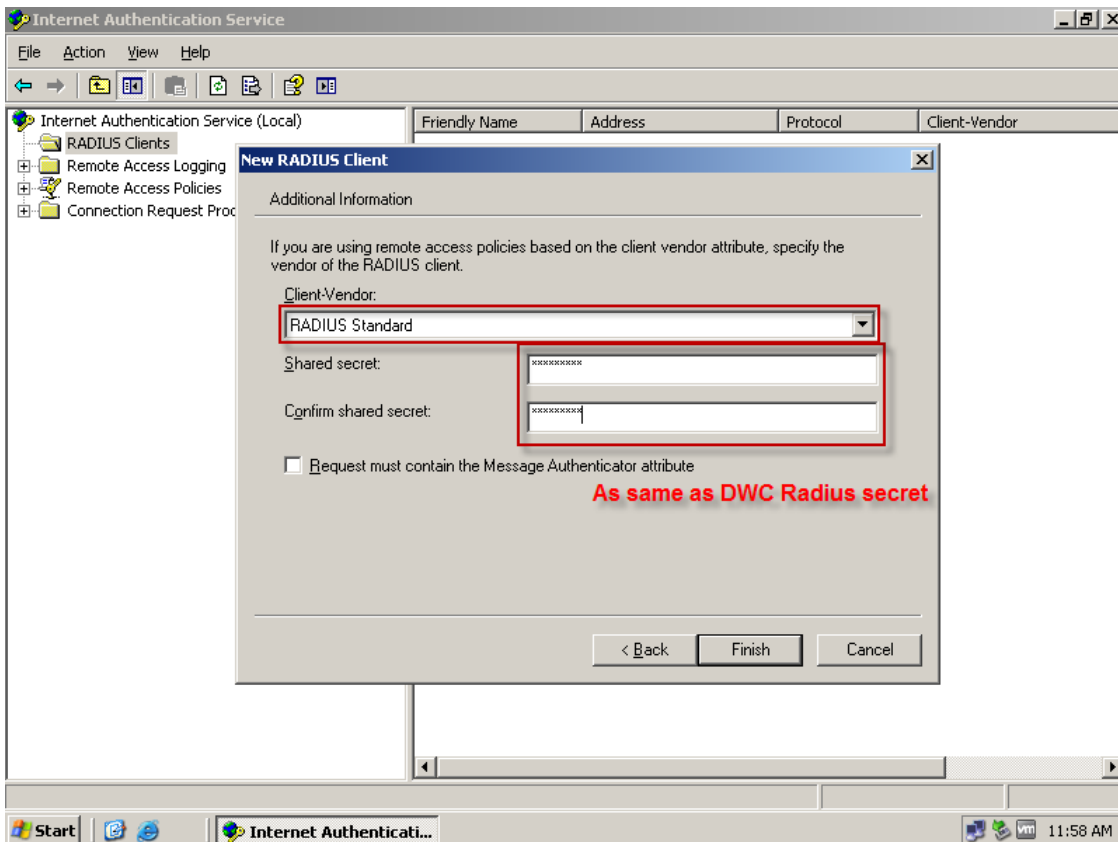 Internet Authentication Service
File Action View Help
Internet Authentication Service (Local)
RADIUS Clients
Remote Access Logging
Remote Access Policies
Connection Request Proc
Friendly Name Address Protocol Client-Vendor
New RADIUS Client
Additional Information
If you are using remote access policies based on the client vendor attribute, specify the
vendor of the RADIUS client.
Client-Vendor:
RADIUS Standard
Shared secret: xxxxxxxxx
Confirm shared secret: xxxxxxxxx
Request must contain the Message Authenticator attribute
As same as DWC Radius secret
< Back Finish Cancel
Start Internet Authenticati... vm 11:58 AM